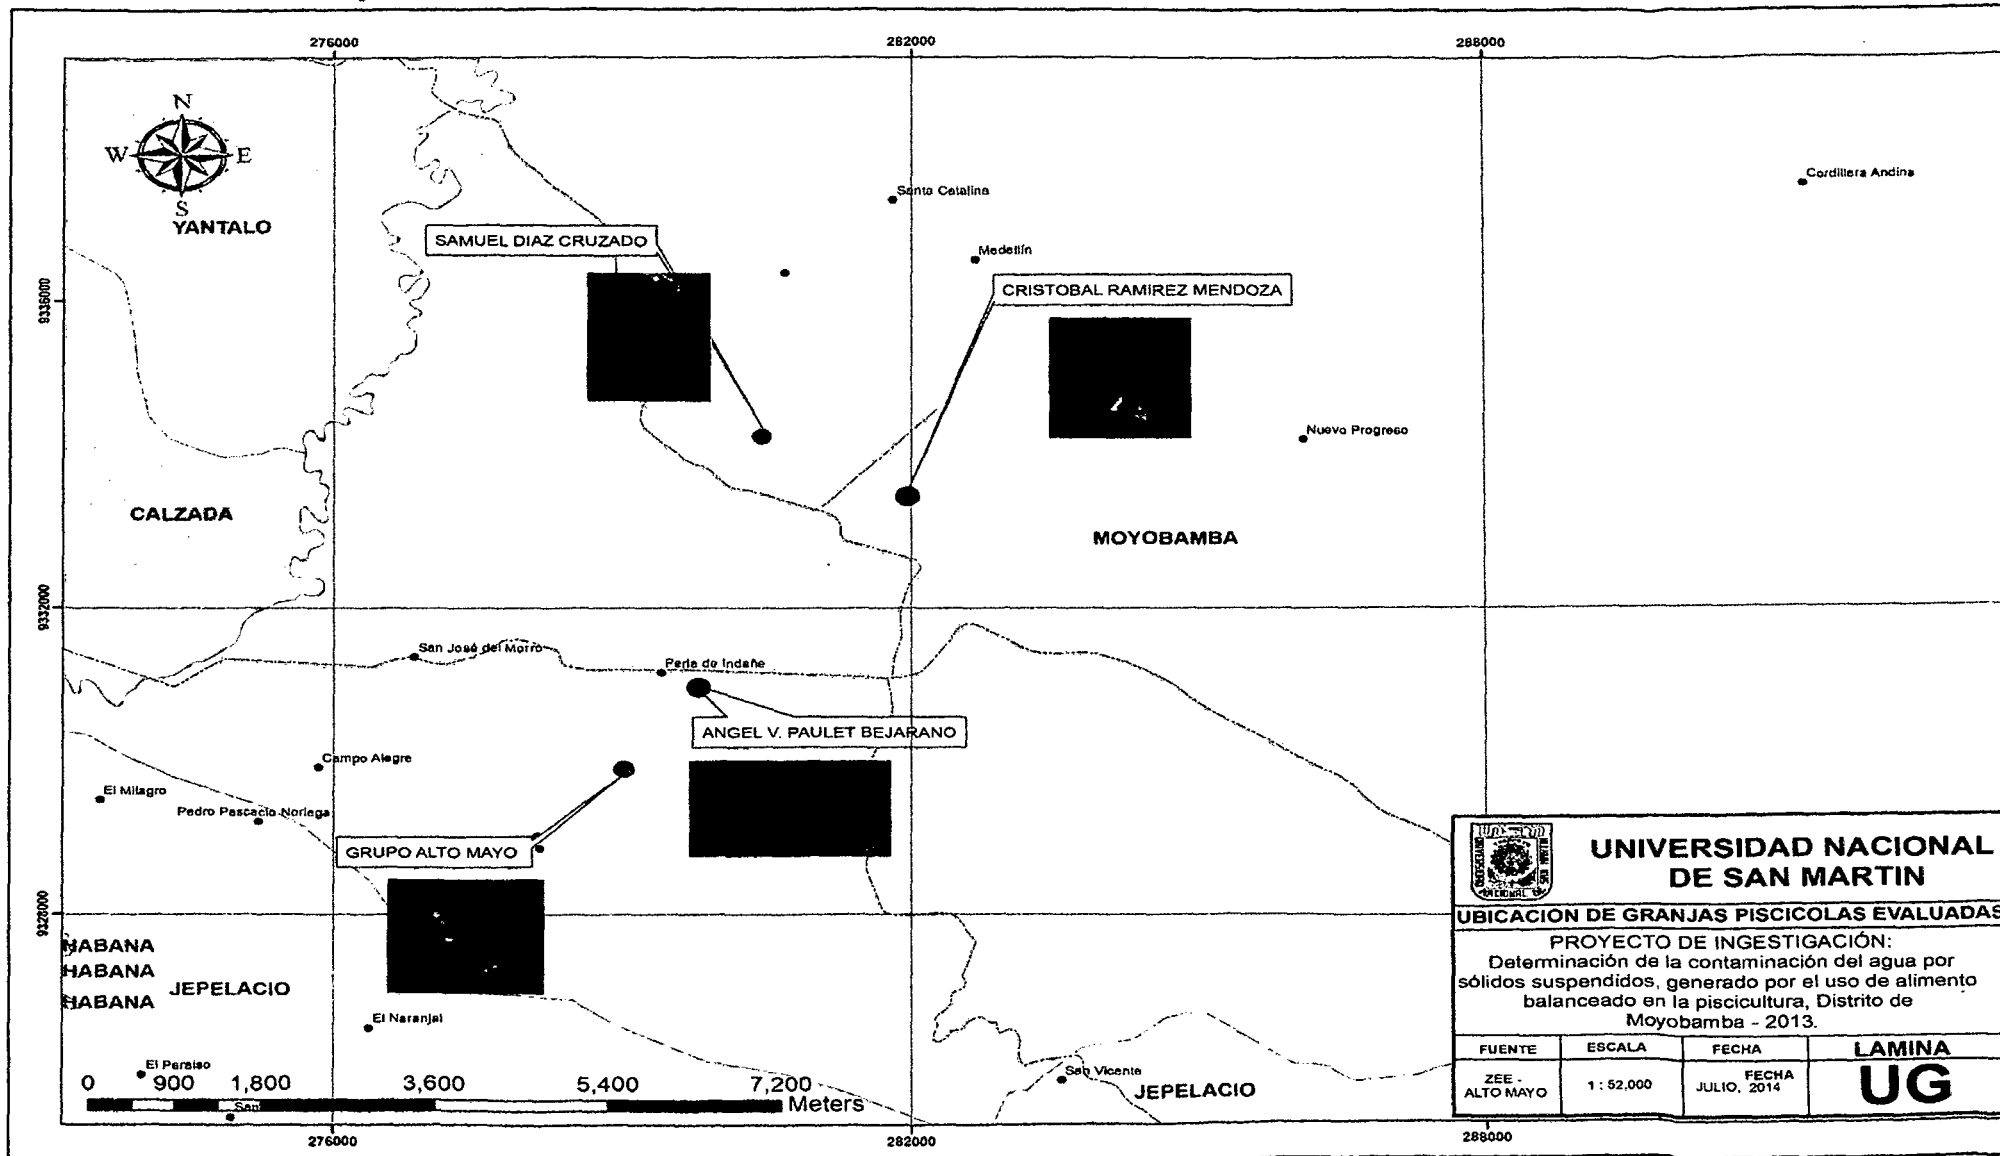 276000
282000
288000
N
W
E
S
YANTALO
Santa Catalina
Cordillera Andina
SAMUEL DIAZ CRUZADO
Medellín
CRISTOBAL RAMIREZ MENDOZA
9336000
Nuevo Progreso
CALZADA
MOYOBAMBA
9332000
San José del Morro
Perla de Indañe
ANGEL V. PAULET BEJARANO
Campo Alegre
El Milagro
Pedro Pascacio Noriega
GRUPO ALTO MAYO
9328000
HABANA
HABANA
HABANA
JEPELACIO
El Naranjal
El Paraiso
San
San Vicente
JEPELACIO
0
900
1,800
3,600
5,400
7,200
Meters
276000
282000
288000
UNIVERSIDAD NACIONAL
DE SAN MARTIN
UBICACION DE GRANJAS PISCICOLAS EVALUADAS
PROYECTO DE INGESTIGACIÓN:
Determinación de la contaminación del agua por
sólidos suspendidos, generado por el uso de alimento
balanceado en la piscicultura, Distrito de
Moyobamba - 2013.
FUENTE
ESCALA
FECHA
LAMINA
ZEE -
ALTO MAYO
1 : 52,000
FECHA
JULIO, 2014
UG